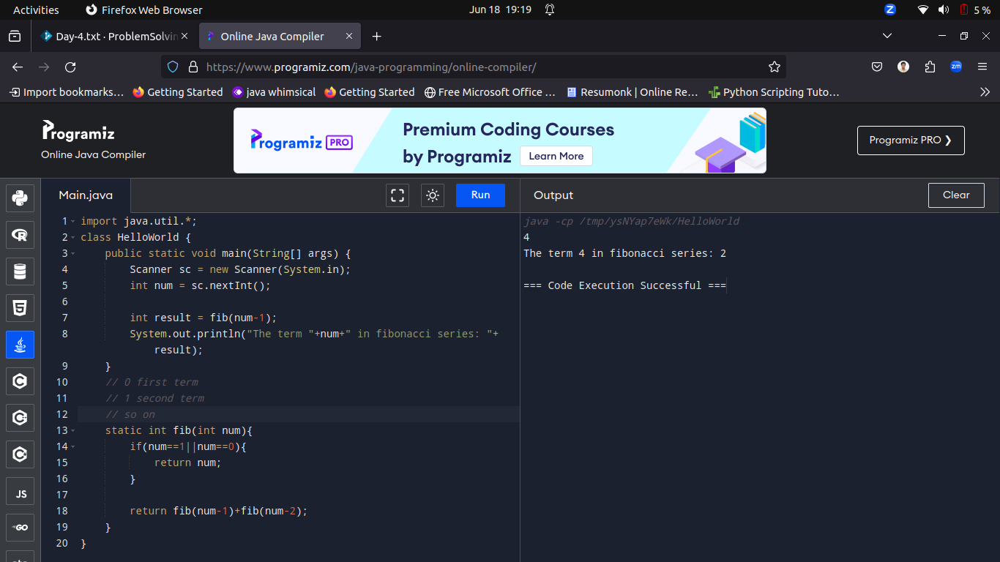 Activities Firefox Web Browser Jun 18 19:19 Z 5 %
Day-4.txt · ProblemSolvin Online Java Compiler
https://www.programiz.com/java-programming/online-compiler/ zm
Import bookmarks… Getting Started java whimsical Getting Started Free Microsoft Office … Resumonk | Online Re… Python Scripting Tuto…
Programiz
Online Java Compiler
Programiz PRO
Premium Coding Courses
by Programiz Learn More
Programiz PRO ❯
Main.java Run Output Clear
1 import java.util.*;
2 class HelloWorld {
3     public static void main(String[] args) {
4         Scanner sc = new Scanner(System.in);
5         int num = sc.nextInt();
6
7         int result = fib(num-1);
8         System.out.println("The term "+num+" in fibonacci series: "+
            result);
9     }
10     // 0 first term
11     // 1 second term
12     // so on
13     static int fib(int num){
14         if(num==1||num==0){
15             return num;
16         }
17
18         return fib(num-1)+fib(num-2);
19     }
20 }
java -cp /tmp/ysNYap7eWk/HelloWorld
4
The term 4 in fibonacci series: 2
=== Code Execution Successful ===
R
5
C
C
C
JS
GO